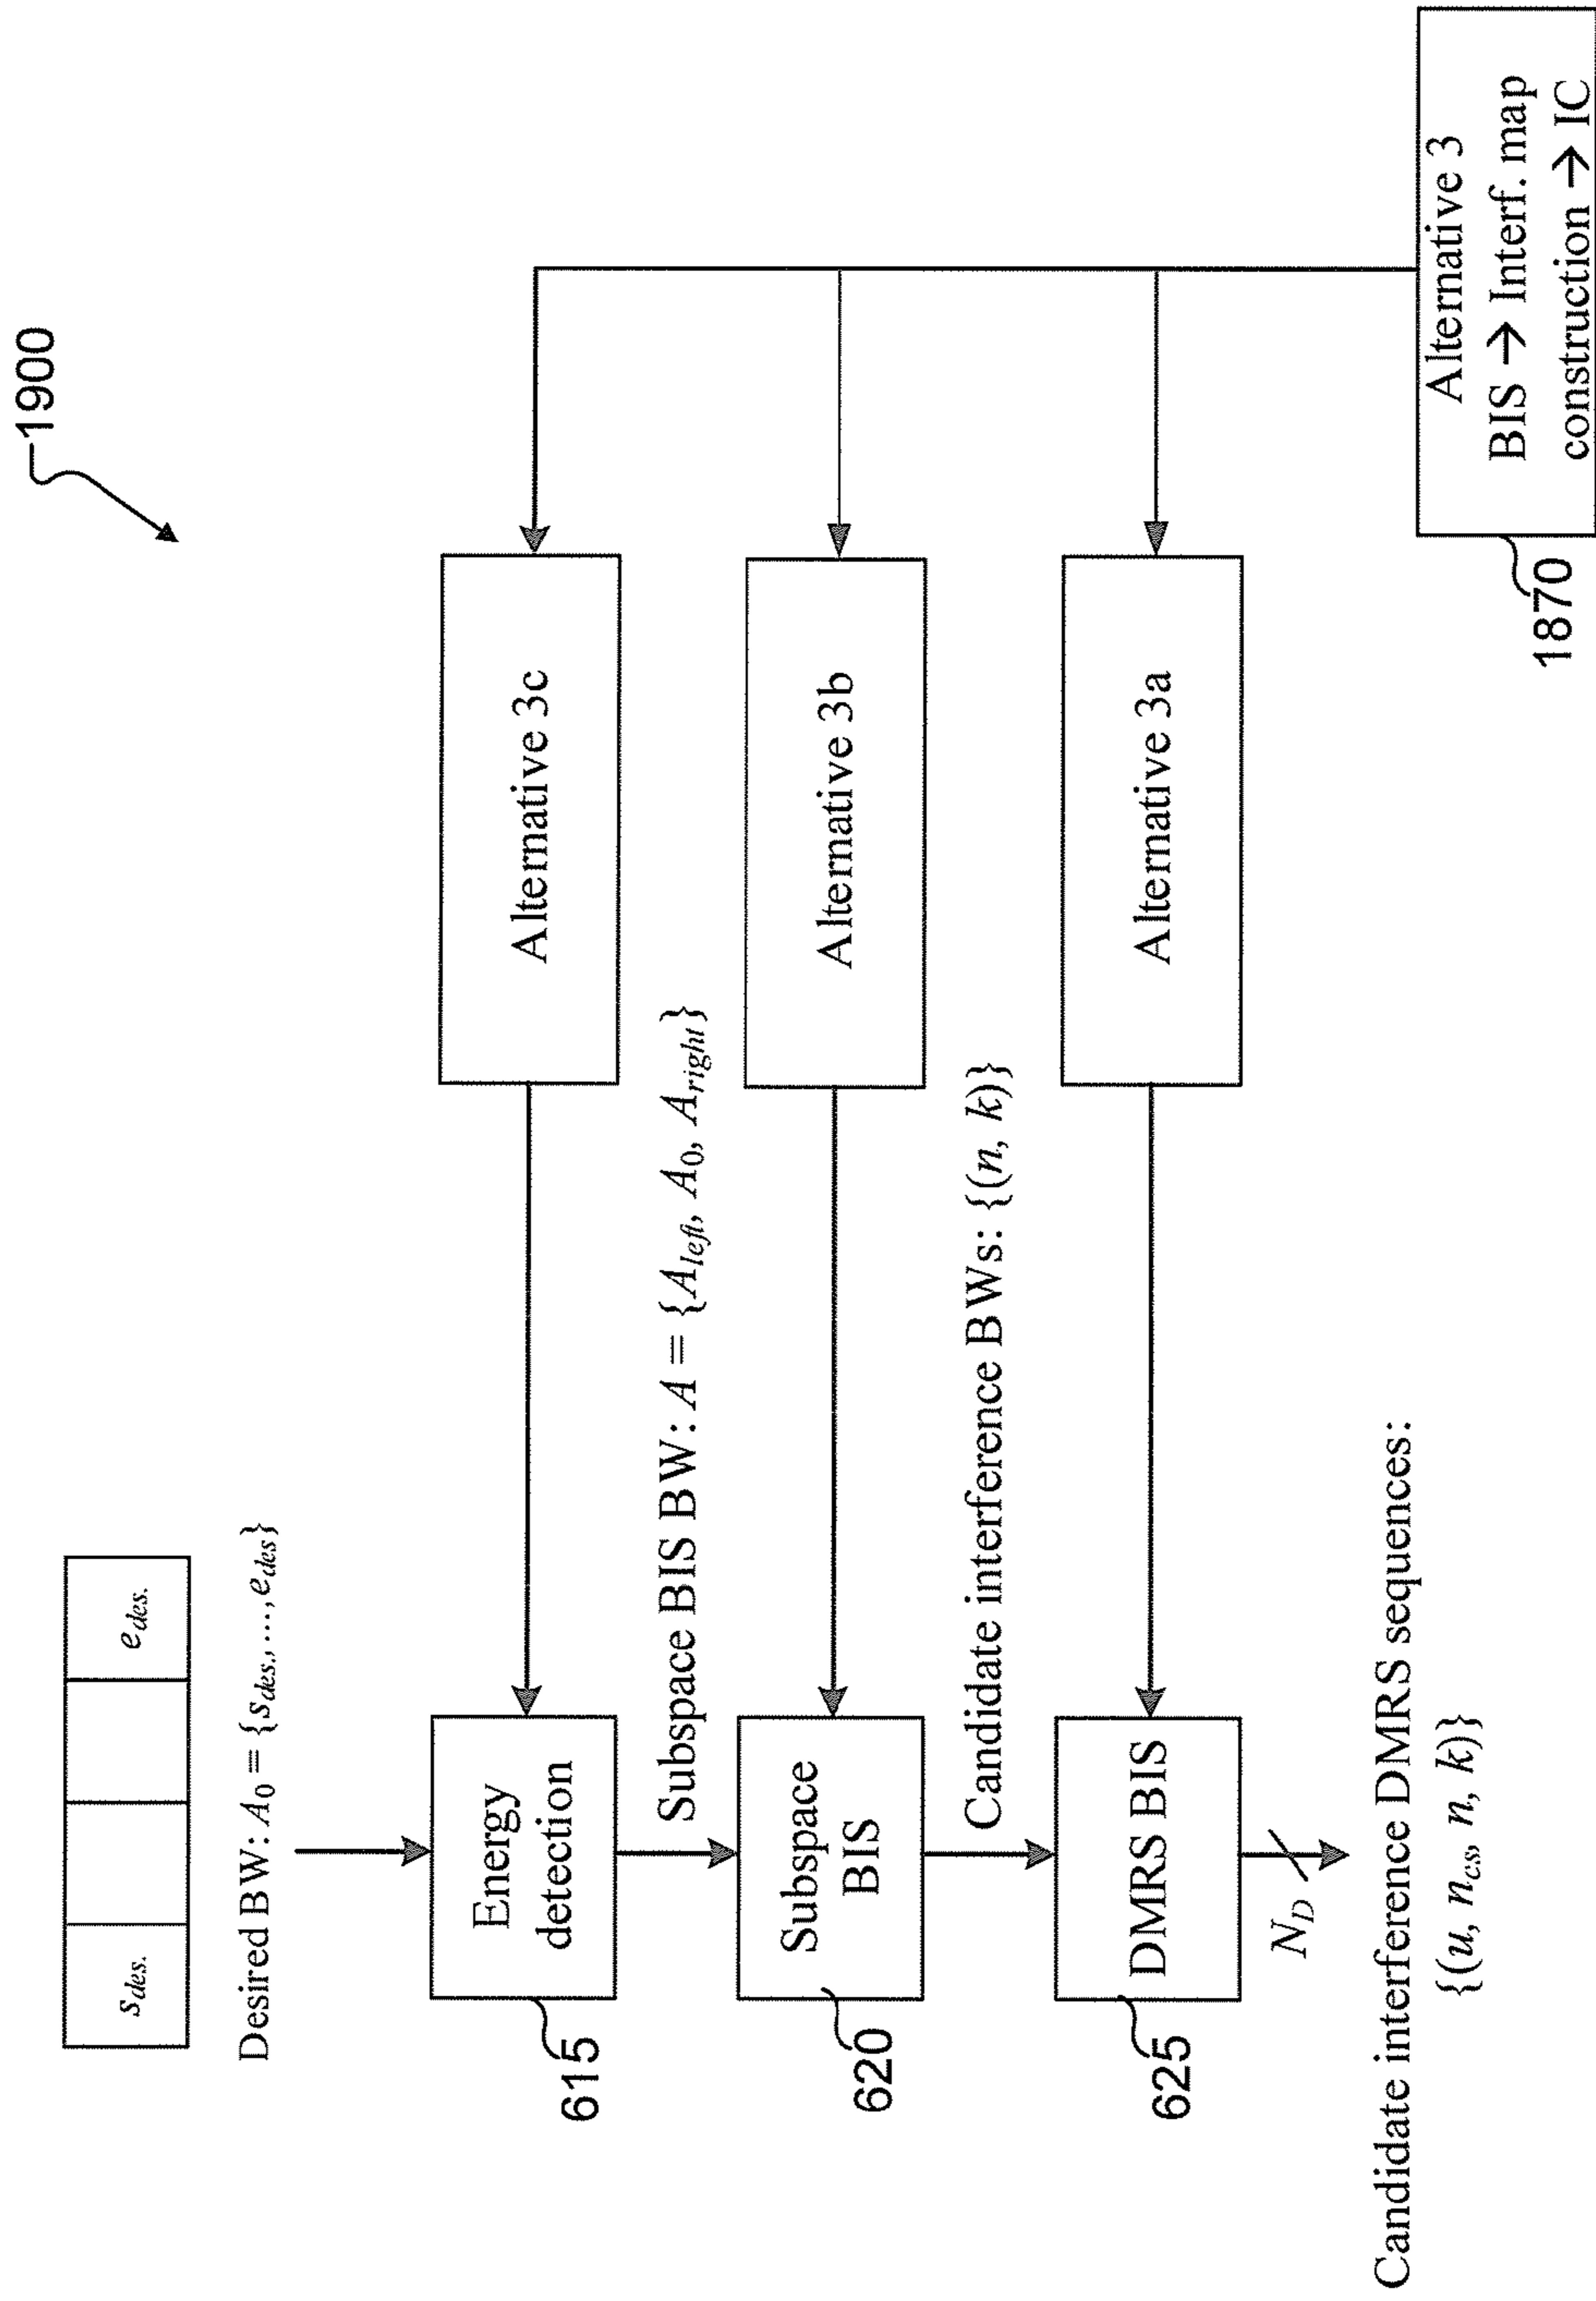 1900
s_des.
e_des.
Desired BW: A_0 = {s_des.,...,e_des}
Energy
detection
615
Alternative 3c
Subspace BIS BW: A = {A_left, A_0, A_right}
Subspace
BIS
620
Alternative 3b
Candidate interference BWs: {(n, k)}
DMRS BIS
625
Alternative 3a
N_D
Candidate interference DMRS sequences:
{(u, n_cs, n, k)}
Alternative 3
BIS → Interf. map
construction → IC
1870